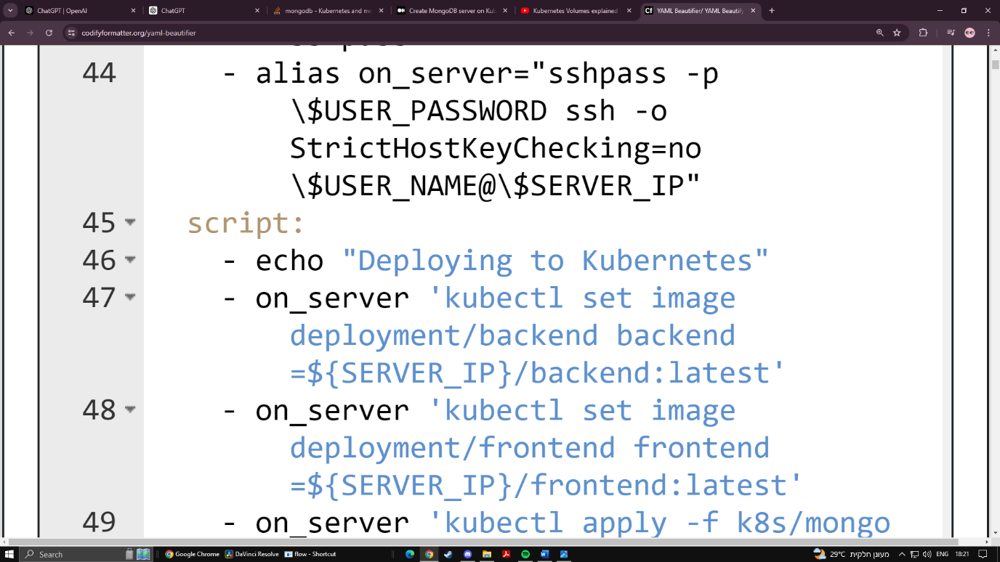 ChatGPT | OpenAI
ChatGPT
mongodb - Kubernetes and mo
Create MongoDB server on Kub
Kubernetes Volumes explained
YAML Beautifier/ YAML Beautify
codifyformatter.org/yaml-beautifier
44 - alias on_server="sshpass -p
\$USER_PASSWORD ssh -o
StrictHostKeyChecking=no
\$USER_NAME@\$SERVER_IP"
45 script:
46 - echo "Deploying to Kubernetes"
47 - on_server 'kubectl set image
deployment/backend backend
=${SERVER_IP}/backend:latest'
48 - on_server 'kubectl set image
deployment/frontend frontend
=${SERVER_IP}/frontend:latest'
49 - on_server 'kubectl apply -f k8s/mongo
Search
Google Chrome
DaVinci Resolve
flow - Shortcut
29°C מעונן חלקית
ENG
18:21